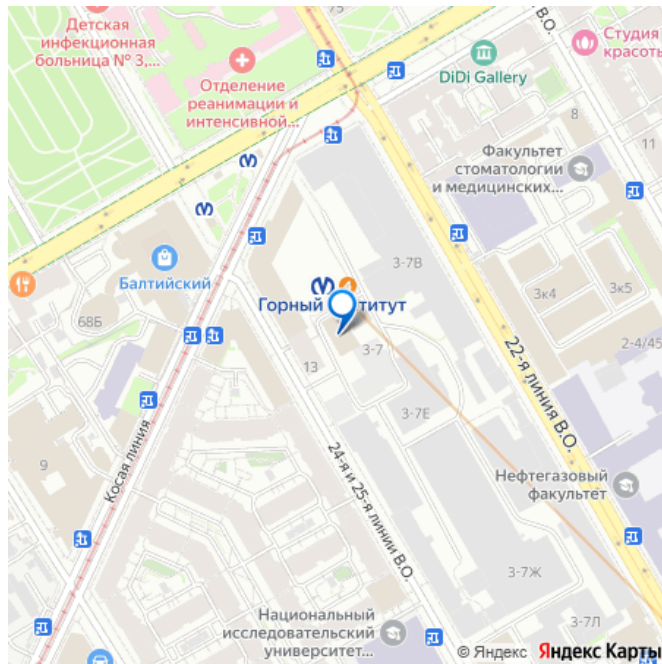 Детская
инфекционная
больница № 3,...
Отделение
реанимации и
интенсивной...
В.О.
DiDi Gallery
Студия
красоты
8
11
Факультет
стоматологии
и медицинских...
3-7В
3к4
3к5
Балтийский
68Б
Горный
титут
13
3-7
2-4/45
22-я линия В.О.
3-7Е
Косая линия
9
24-я и 25-я линии В.О.
Нефтегазовый
факультет
3-7Ж
3-7Л
Национальный
исследовательский
университет...
© Яндекс Яндекс Карты